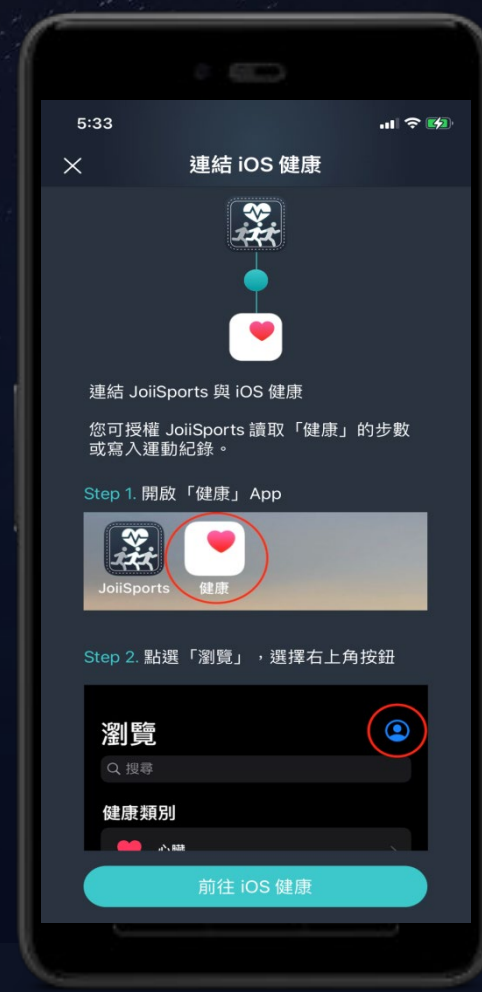 5:33
連結 iOS 健康
連結 JoiiSports 與 iOS 健康
您可授權 JoiiSports 讀取「健康」的步數
或寫入運動紀錄。
Step 1. 開啟「健康」App
JoiiSports 健康
Step 2. 點選「瀏覽」，選擇右上角按鈕
瀏覽
搜尋
健康類別
心臟
前往 iOS 健康